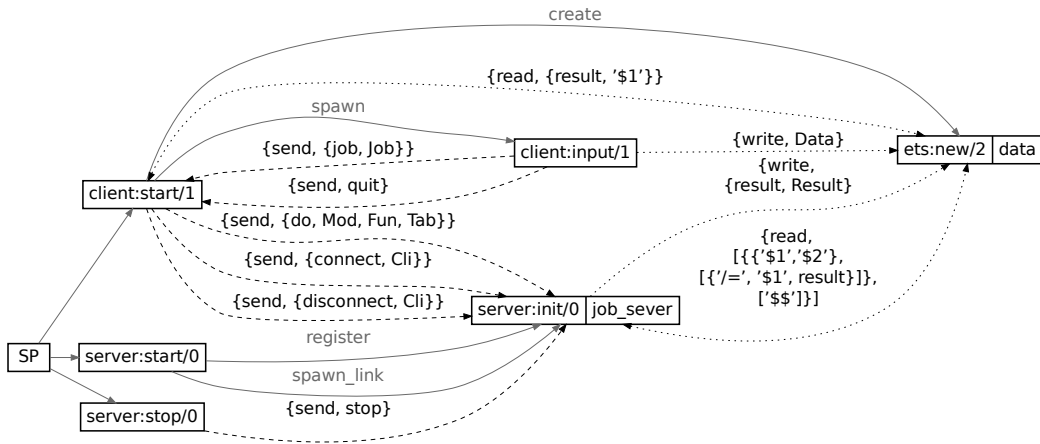 create
{read, {result, ’$1’}}
spawn
{send, {job, Job}}
client:input/1
{write, Data}
ets:new/2 data
{send, quit}
{write,
{result, Result}
client:start/1
{send, {do, Mod, Fun, Tab}}
{send, {connect, Cli}}
{read,
[{{’$1’,’$2’},
[{’/=’, ’$1’, result}]},
[’$$’]}]
{send, {disconnect, Cli}}
server:init/0 job_sever
register
SP
server:start/0
spawn_link
{send, stop}
server:stop/0